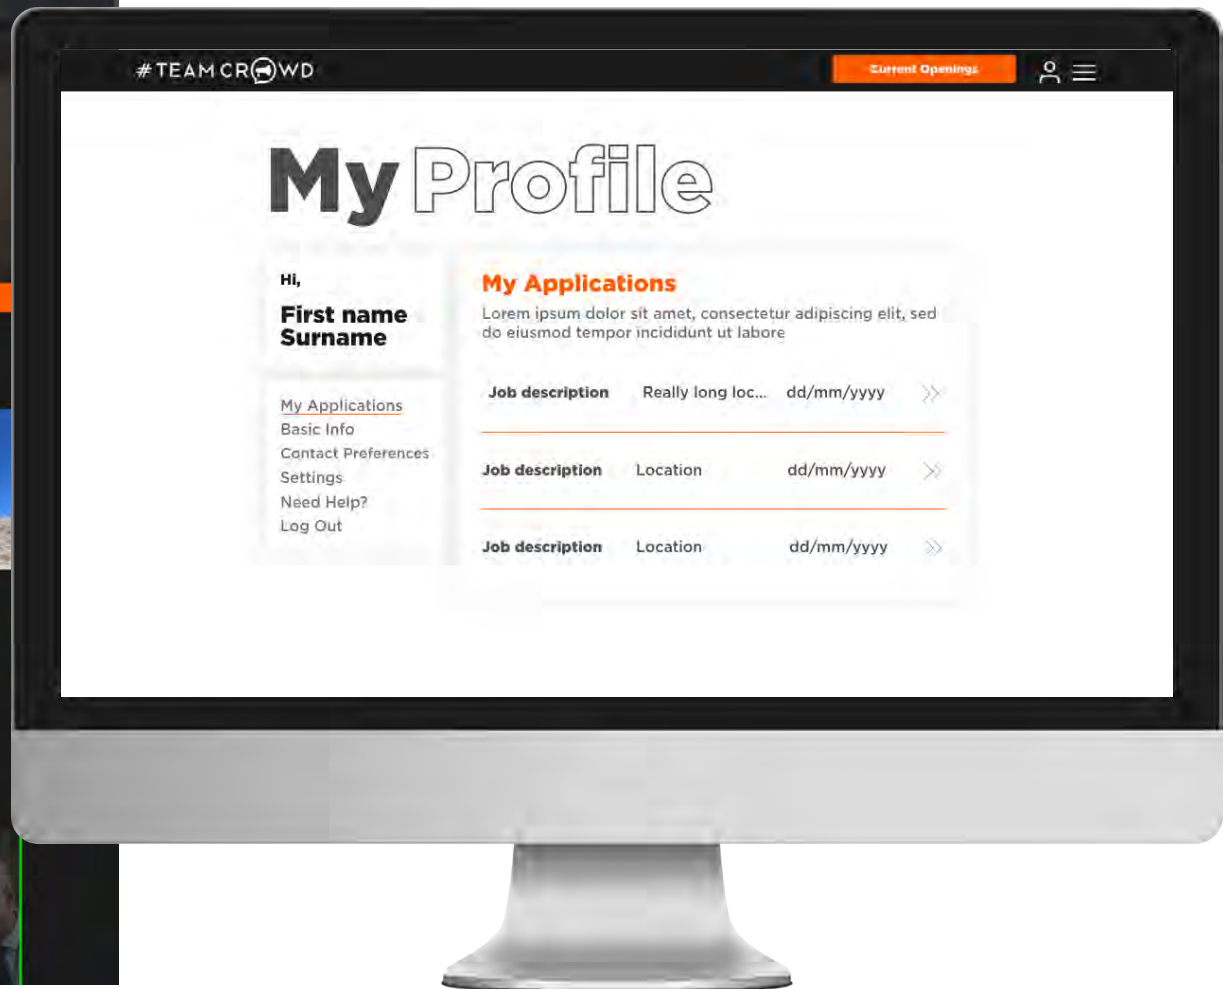 #TEAMCROWD
Current Openings
My Profile
Hi,
First name
Surname
My Applications
Basic Info
Contact Preferences
Settings
Need Help?
Log Out
My Applications
Lorem ipsum dolor sit amet, consectetur adipiscing elit, sed
do eiusmod tempor incididunt ut labore
Job description Really long loc... dd/mm/yyyy
Job description Location dd/mm/yyyy
Job description Location dd/mm/yyyy